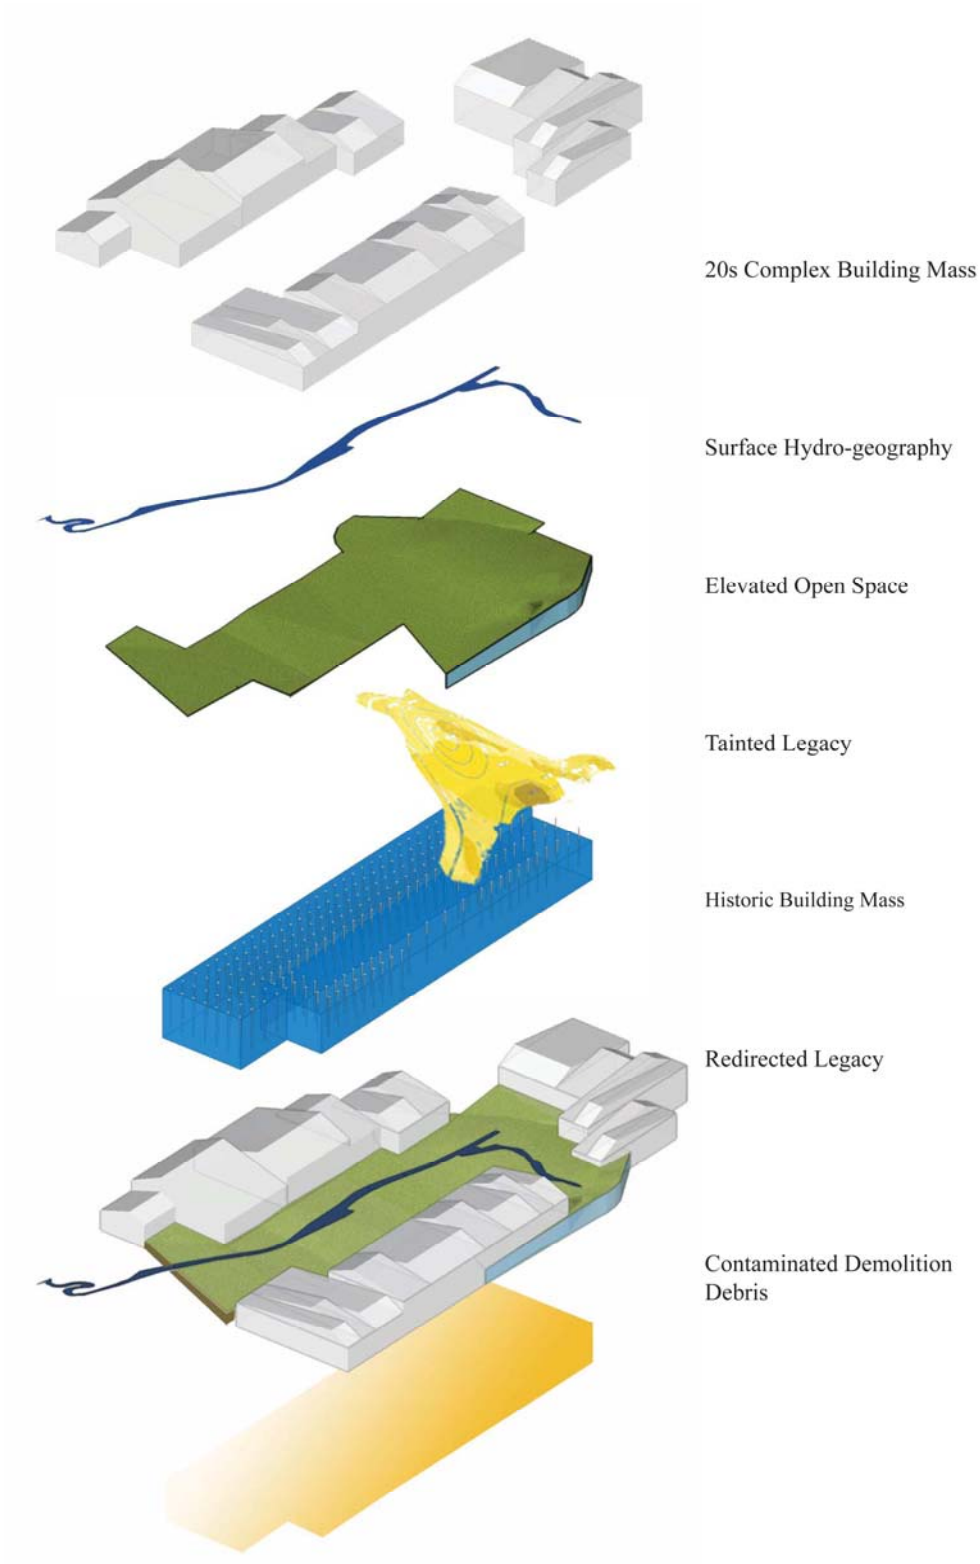 20s Complex Building Mass
Surface Hydro-geography
Elevated Open Space
Tainted Legacy
Historic Building Mass
Redirected Legacy
Contaminated Demolition
Debris